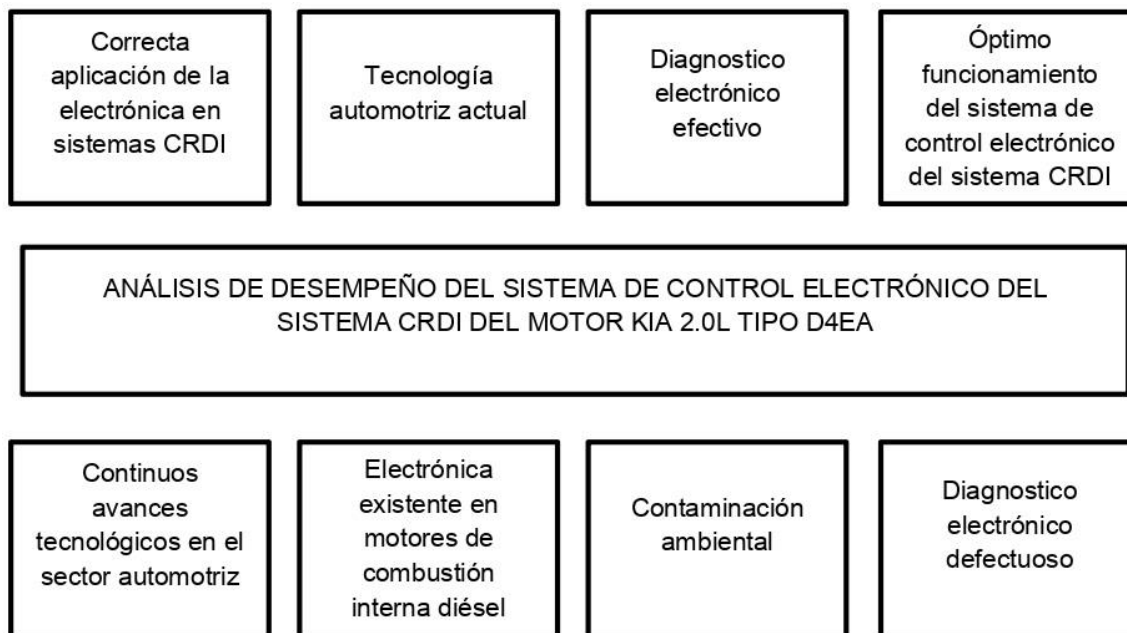 Correcta
aplicación de la
electrónica en
sistemas CRDI
Tecnología
automotriz actual
Diagnostico
electrónico
efectivo
Óptimo
funcionamiento
del sistema de
control electrónico
del sistema CRDI
ANÁLISIS DE DESEMPEÑO DEL SISTEMA DE CONTROL ELECTRÓNICO DEL
SISTEMA CRDI DEL MOTOR KIA 2.0L TIPO D4EA
Continuos
avances
tecnológicos en el
sector automotriz
Electrónica
existente en
motores de
combustión
interna diésel
Contaminación
ambiental
Diagnostico
electrónico
defectuoso